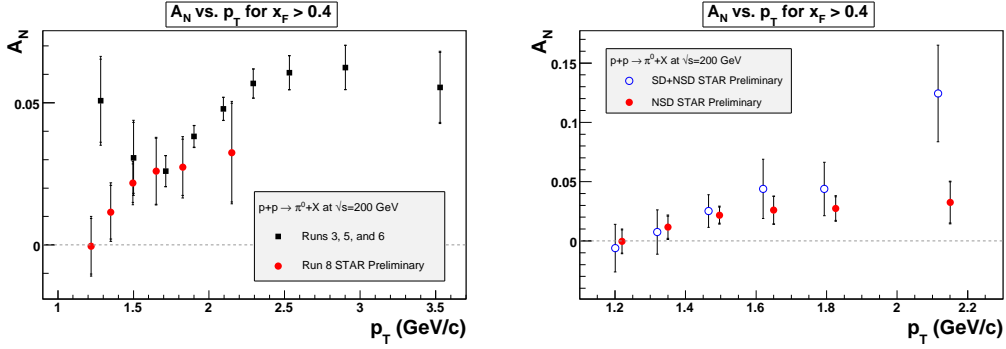 A_N vs. p_T for x_F > 0.4
A_N
0.05
0
p+p → π⁰+X at √s=200 GeV
Runs 3, 5, and 6
Run 8 STAR Preliminary
1 1.5 2 2.5 3 3.5
p_T (GeV/c)
A_N vs. p_T for x_F > 0.4
A_N
0.15
p+p → π⁰+X at √s=200 GeV
SD+NSD STAR Preliminary
NSD STAR Preliminary
0.1
0.05
0
-0.05
1.2 1.4 1.6 1.8 2 2.2
p_T (GeV/c)